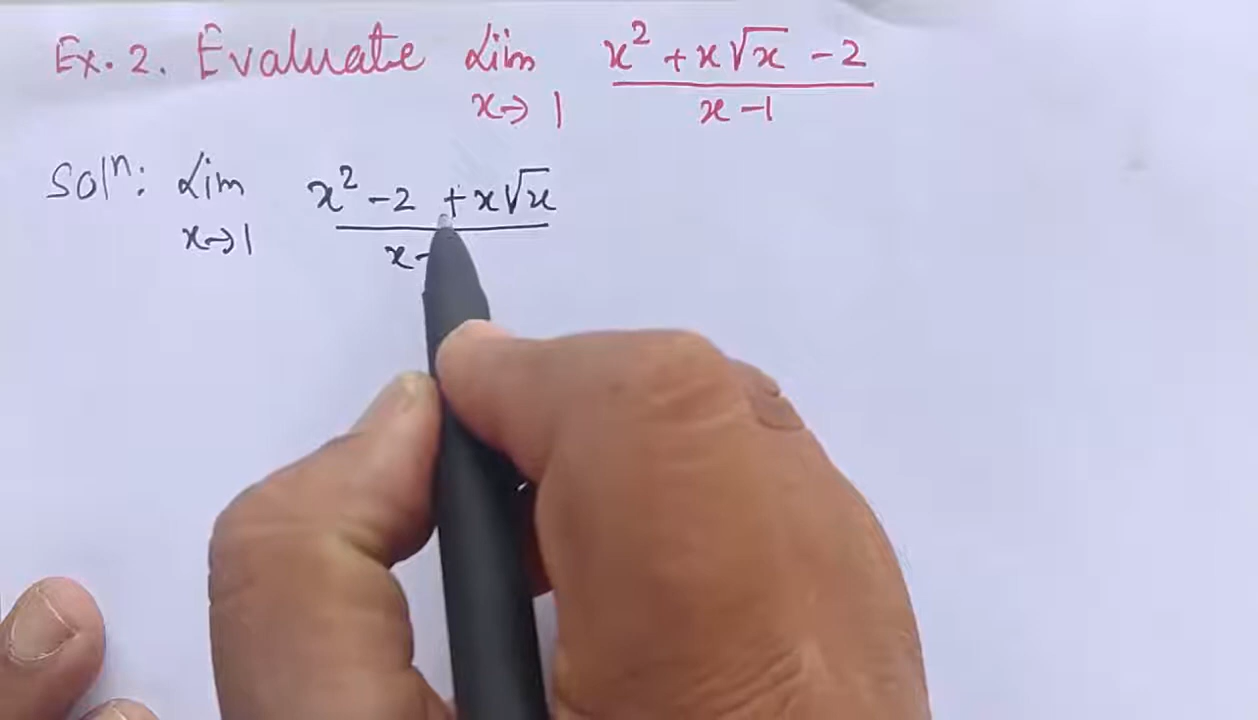 Ex. 2. Evaluate Lim x→1 (x² + x√x - 2)/(x - 1)
Solⁿ: Lim x→1 (x² - 2 + x√x)/(x -